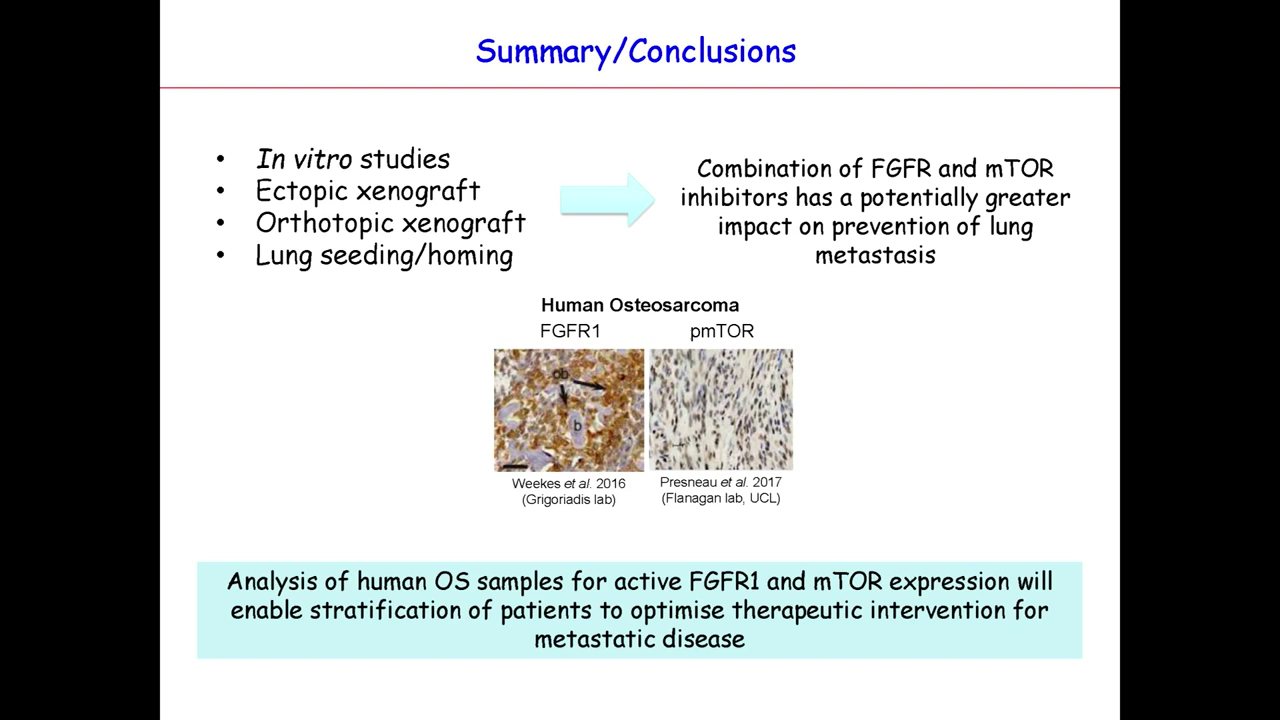 Summary/Conclusions
• In vitro studies
• Ectopic xenograft
• Orthotopic xenograft
• Lung seeding/homing
Combination of FGFR and mTOR
inhibitors has a potentially greater
impact on prevention of lung
metastasis
Human Osteosarcoma
FGFR1 pmTOR
ob
b
Weekes et al. 2016
(Grigoriadis lab)
Presneau et al. 2017
(Flanagan lab, UCL)
Analysis of human OS samples for active FGFR1 and mTOR expression will
enable stratification of patients to optimise therapeutic intervention for
metastatic disease